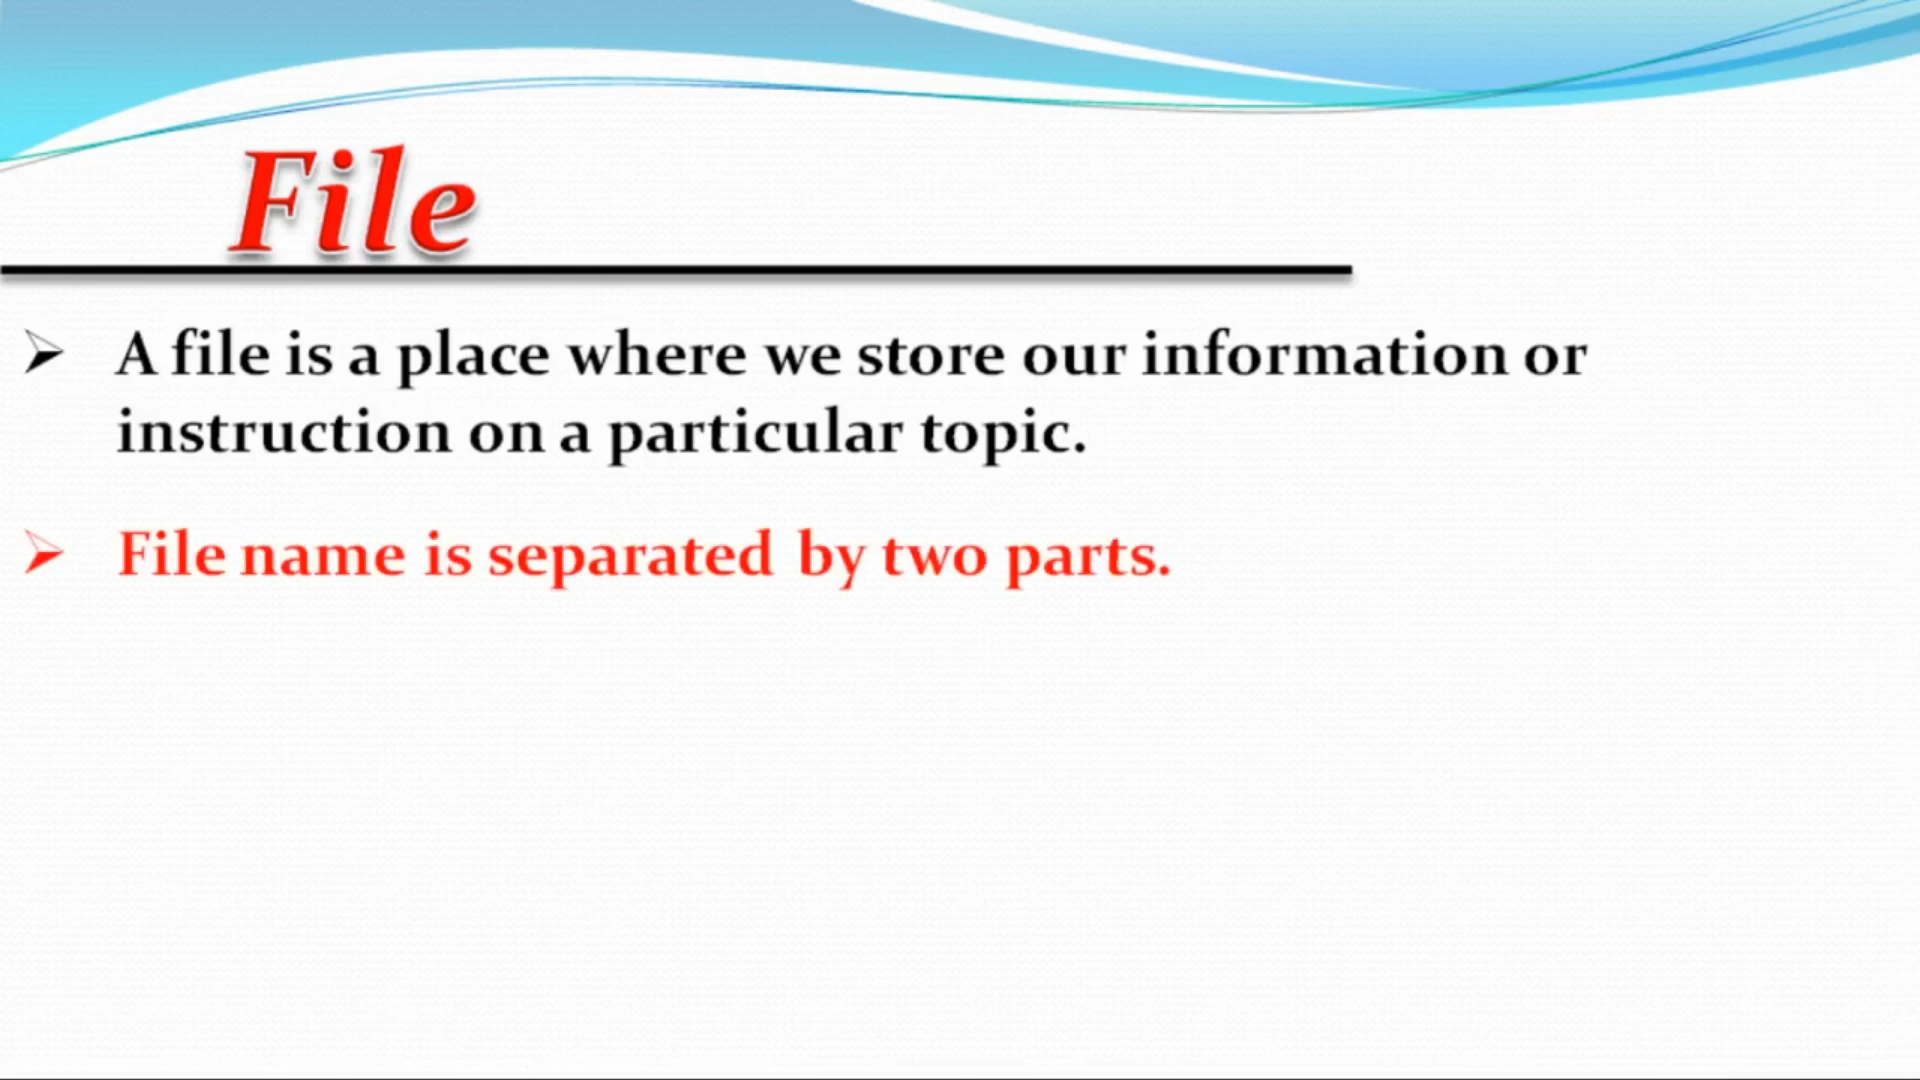 File
A file is a place where we store our information or
instruction on a particular topic.
File name is separated by two parts.